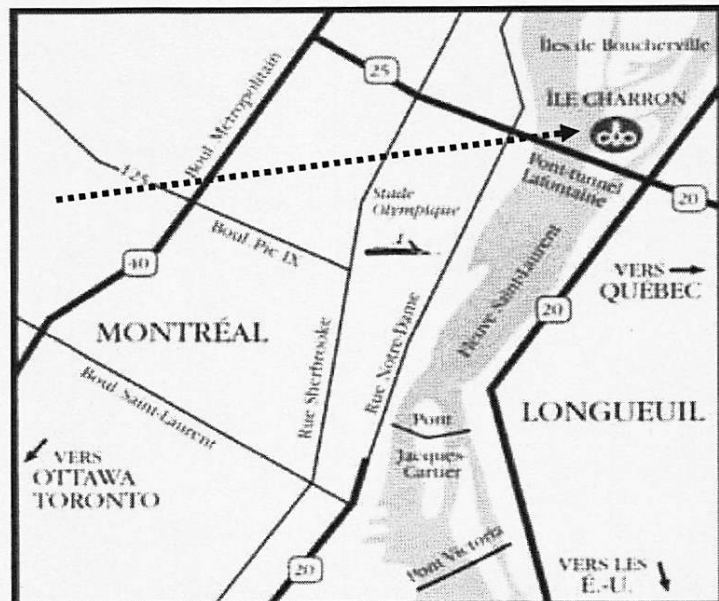 Îles de Boucherville
25
ÎLE CHARRON
Boul Métropolitain
125
Pont-tunnel
Lafontaine
20
Stade
Olympique
1
Boul. Pie IX
40
VERS
QUÉBEC
20
Fleuve Saint-Laurent
MONTRÉAL
Rue Sherbrooke
Rue Notre-Dame
Boul Saint-Laurent
LONGUEUIL
Pont
Jacques-
Cartier
VERS
OTTAWA
TORONTO
20
Pont Victoria
VERS LES
É.-U.